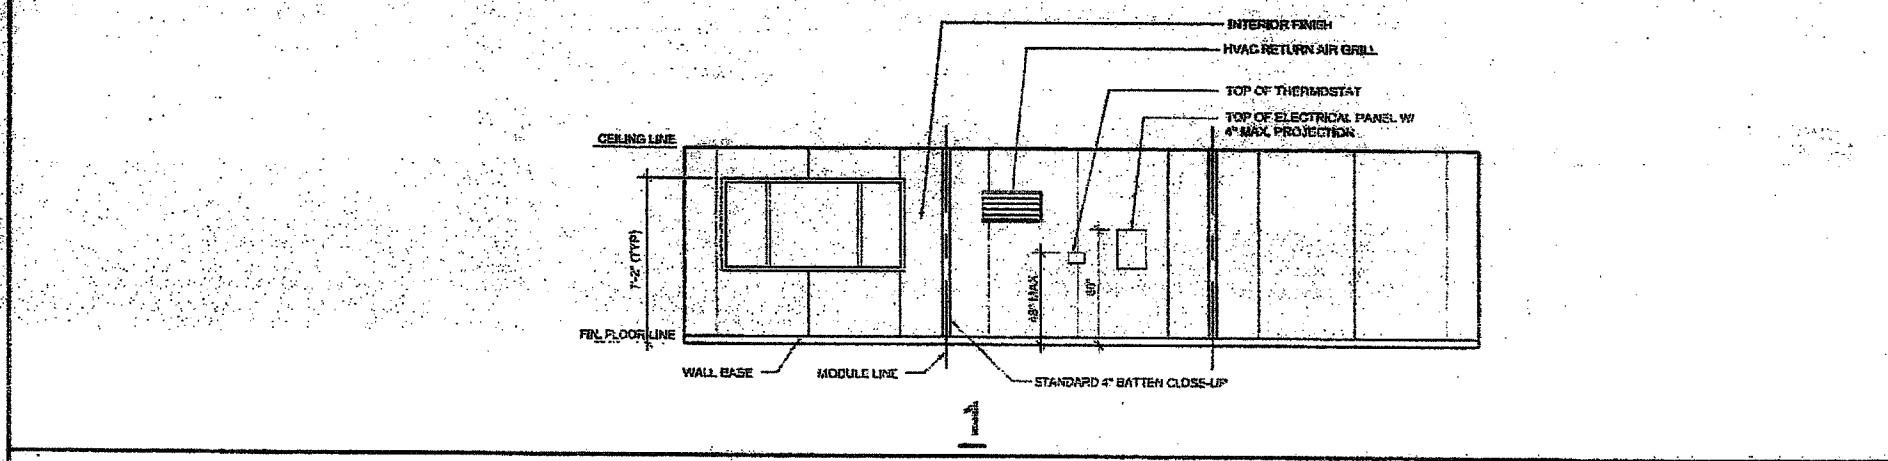 INTERIOR FINISH
HVAC RETURN AIR GRILL
TOP OF THERMOSTAT
TOP OF ELECTRICAL PANEL W/
4" MAX. PROJECTION
CEILING LINE
7'-2" (TYP)
48" MAX
60"
FIN. FLOOR LINE
WALL BASE
MODULE LINE
STANDARD 4" BATTEN CLOSE-UP
1